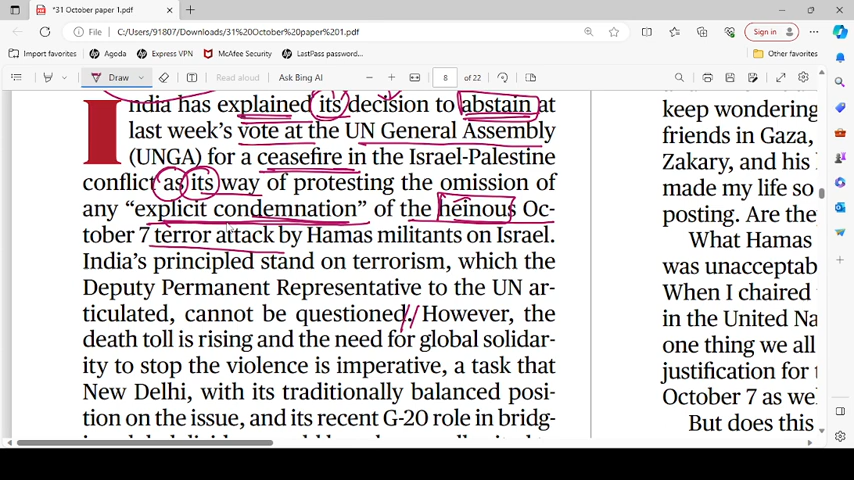 *31 October paper 1.pdf
File
C:/Users/91807/Downloads/31%20October%20paper%201.pdf
Sign in
Import favorites
Agoda
Express VPN
McAfee Security
LastPass password...
Other favorites
Draw
Read aloud
Ask Bing AI
8
of 22
India has explained its decision to abstain at
last week's vote at the UN General Assembly
(UNGA) for a ceasefire in the Israel-Palestine
conflict as its way of protesting the omission of
any "explicit condemnation" of the heinous Oc-
tober 7 terror attack by Hamas militants on Israel.
India's principled stand on terrorism, which the
Deputy Permanent Representative to the UN ar-
ticulated, cannot be questioned. However, the
death toll is rising and the need for global solidar-
ity to stop the violence is imperative, a task that
New Delhi, with its traditionally balanced posi-
tion on the issue, and its recent G-20 role in bridg-
keep wondering
friends in Gaza,
Zakary, and his
made my life so
posting. Are they
What Hamas
was unacceptab
When I chaired
in the United Na
one thing we all
justification for
October 7 as we
But does this